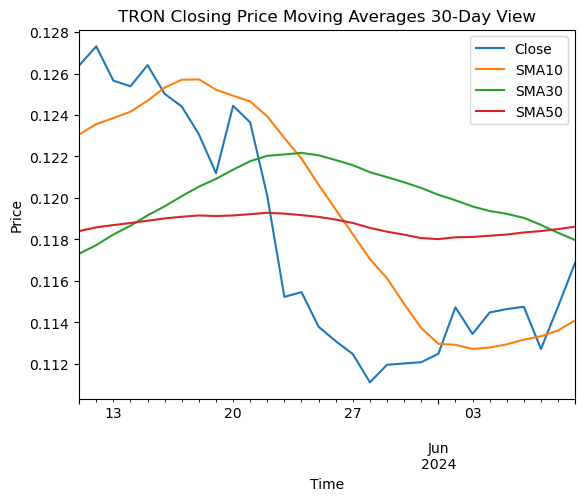 TRON Closing Price Moving Averages 30-Day View
Close
SMA10
SMA30
SMA50
Price
0.128
0.126
0.124
0.122
0.120
0.118
0.116
0.114
0.112
13 20 27 03
Jun
2024
Time